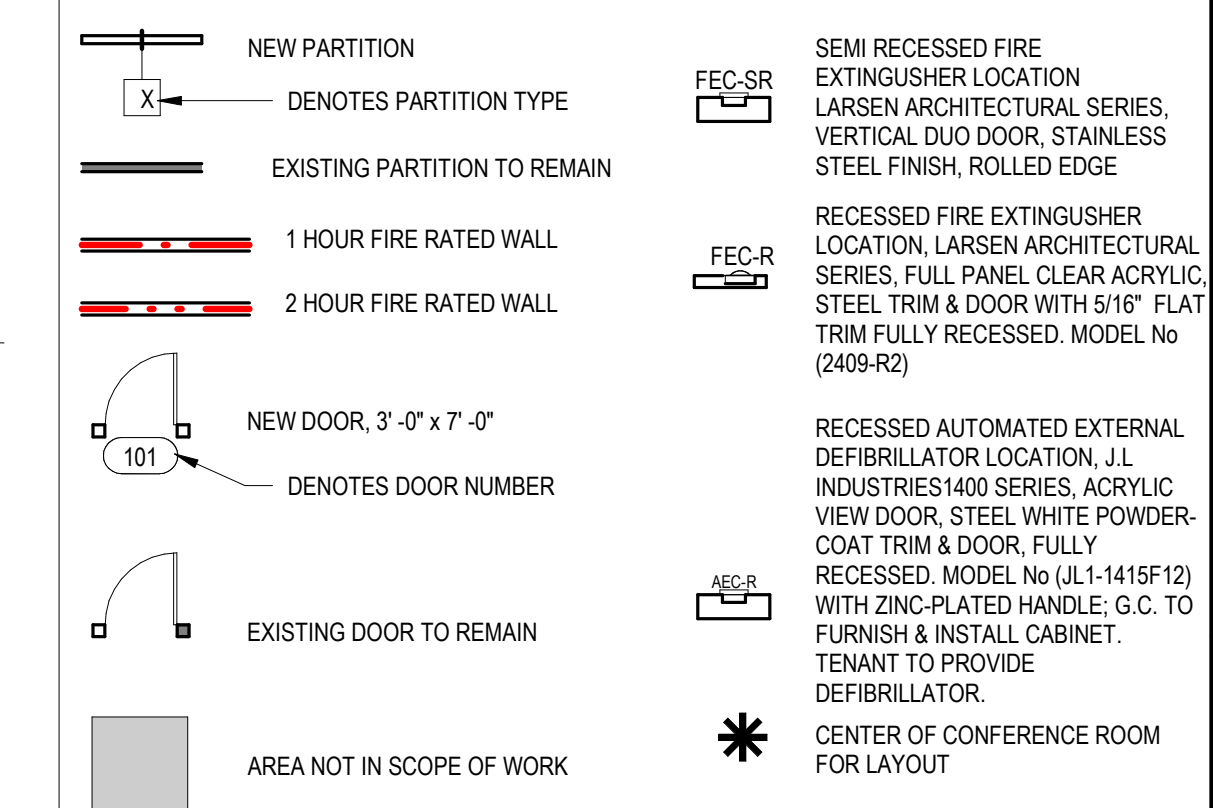 NEW PARTITION
X
DENOTES PARTITION TYPE
EXISTING PARTITION TO REMAIN
1 HOUR FIRE RATED WALL
2 HOUR FIRE RATED WALL
NEW DOOR, 3' -0" x 7' -0"
101
DENOTES DOOR NUMBER
EXISTING DOOR TO REMAIN
AREA NOT IN SCOPE OF WORK
FEC-SR
SEMI RECESSED FIRE
EXTINGUSHER LOCATION
LARSEN ARCHITECTURAL SERIES,
VERTICAL DUO DOOR, STAINLESS
STEEL FINISH, ROLLED EDGE
FEC-R
RECESSED FIRE EXTINGUSHER
LOCATION, LARSEN ARCHITECTURAL
SERIES, FULL PANEL CLEAR ACRYLIC,
STEEL TRIM & DOOR WITH 5/16" FLAT
TRIM FULLY RECESSED. MODEL No
(2409-R2)
AEC-R
RECESSED AUTOMATED EXTERNAL
DEFIBRILLATOR LOCATION, J.L
INDUSTRIES1400 SERIES, ACRYLIC
VIEW DOOR, STEEL WHITE POWDER-
COAT TRIM & DOOR, FULLY
RECESSED. MODEL No (JL1-1415F12)
WITH ZINC-PLATED HANDLE; G.C. TO
FURNISH & INSTALL CABINET.
TENANT TO PROVIDE
DEFIBRILLATOR.
CENTER OF CONFERENCE ROOM
FOR LAYOUT